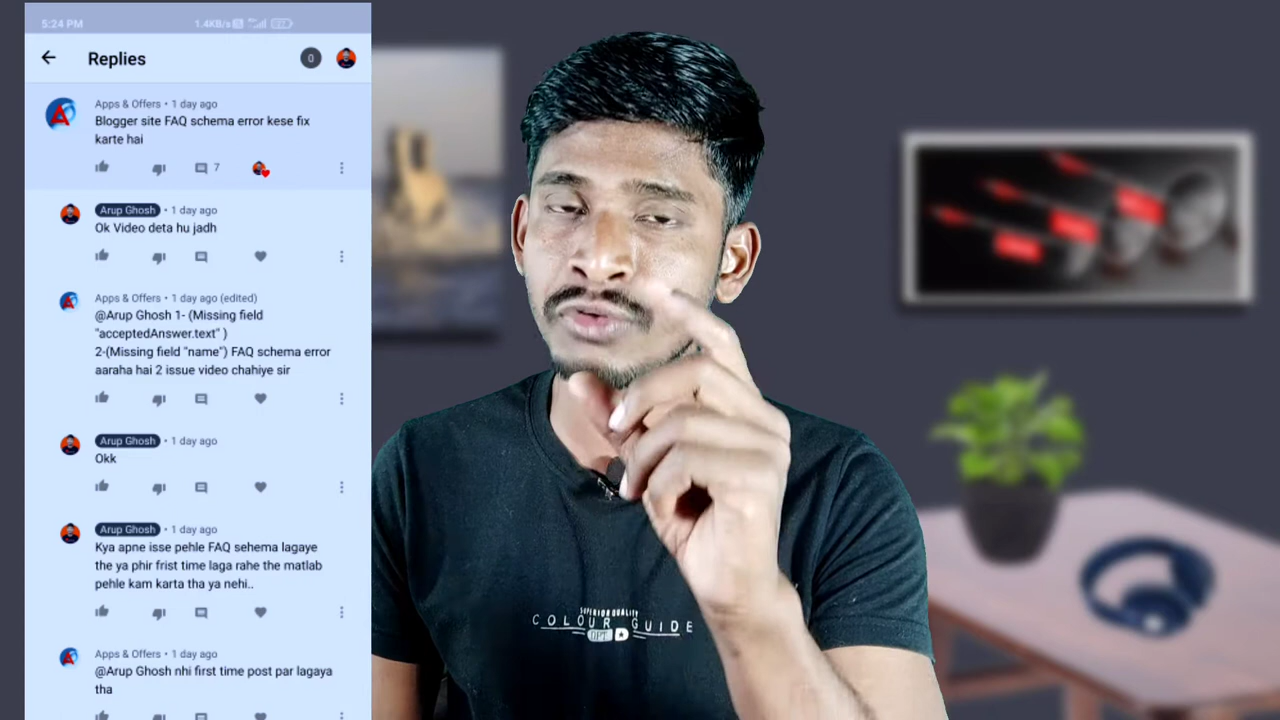 5:24 PM
1.4KB/s
Replies
0
Apps & Offers • 1 day ago
Blogger site FAQ schema error kese fix
karte hai
7
Arup Ghosh • 1 day ago
Ok Video deta hu jadh
Apps & Offers • 1 day ago (edited)
@Arup Ghosh 1- (Missing field
"acceptedAnswer.text" )
2-(Missing field "name") FAQ schema error
aaraha hai 2 issue video chahiye sir
Arup Ghosh • 1 day ago
Okk
Arup Ghosh • 1 day ago
Kya apne isse pehle FAQ sehema lagaye
the ya phir frist time laga rahe the matlab
pehle kam karta tha ya nehi..
Apps & Offers • 1 day ago
@Arup Ghosh nhi first time post par lagaya
tha
SUPERIOR QUALITY
COLOUR GUIDE